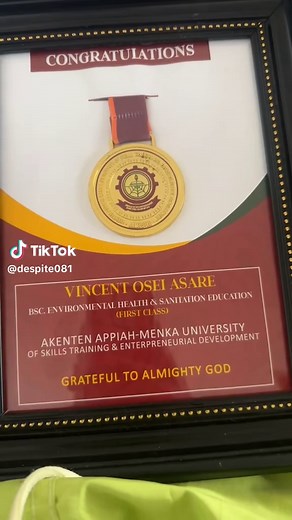 CONGRATULATIONS
TikTok
@despite081
VINCENT OSEI ASARE
BSC. ENVIRONMENTAL HEALTH & SANITATION EDUCATION
(FIRST CLASS)
AKENTEN APPIAH-MENKA UNIVERSITY
OF SKILLS TRAINING & ENTERPRENEURIAL DEVELOPMENT
GRATEFUL TO ALMIGHTY GOD